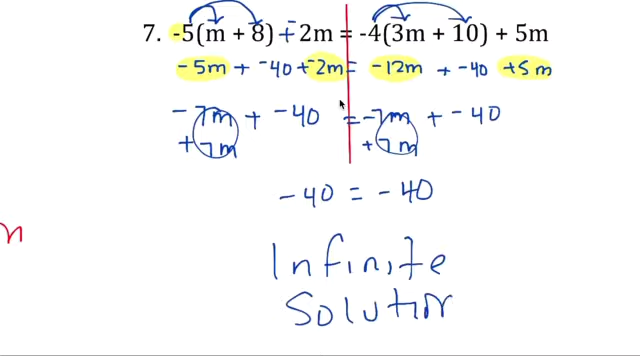 7. -5(m + 8) + - 2m = -4(3m + 10) + 5m
-5m + -40 + -2m = -12m + -40 +5m
-7m + -40 = -7m + -40
+7m +7m
-40 = -40
n
Infinite
Solution